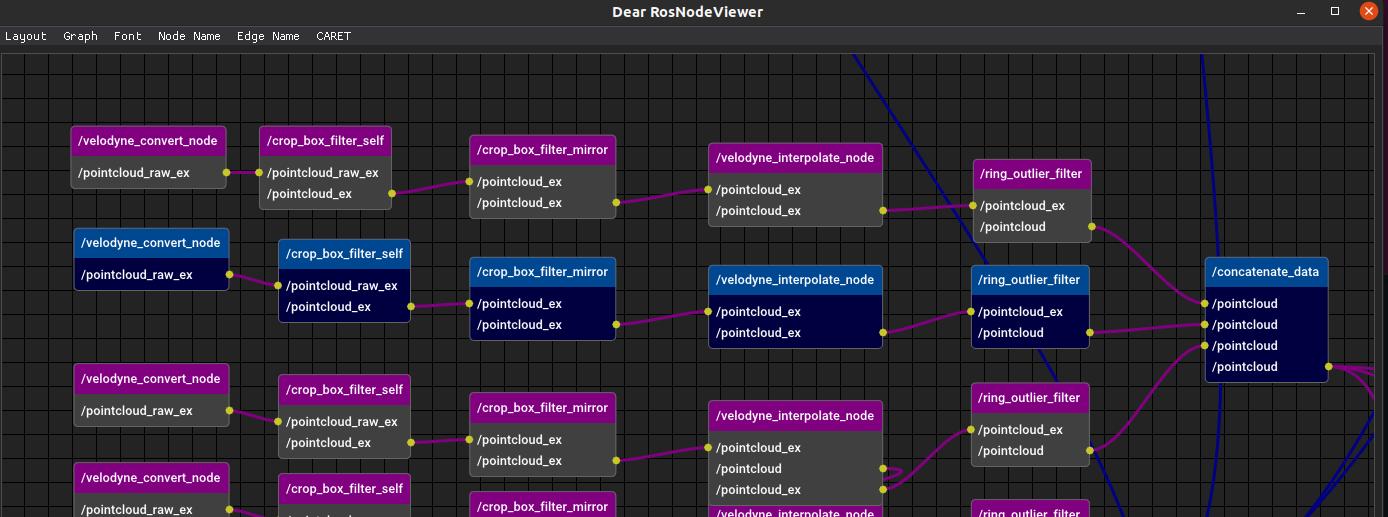 Dear RosNodeViewer
Layout Graph Font Node Name Edge Name CARET
/velodyne_convert_node
/pointcloud_raw_ex
/crop_box_filter_self
/pointcloud_raw_ex
/pointcloud_ex
/crop_box_filter_mirror
/pointcloud_ex
/pointcloud_ex
/velodyne_interpolate_node
/pointcloud_ex
/pointcloud_ex
/ring_outlier_filter
/pointcloud_ex
/pointcloud
/velodyne_convert_node
/pointcloud_raw_ex
/crop_box_filter_self
/pointcloud_raw_ex
/pointcloud_ex
/crop_box_filter_mirror
/pointcloud_ex
/pointcloud_ex
/velodyne_interpolate_node
/pointcloud_ex
/pointcloud_ex
/ring_outlier_filter
/pointcloud_ex
/pointcloud
/concatenate_data
/pointcloud
/pointcloud
/pointcloud
/pointcloud
/velodyne_convert_node
/pointcloud_raw_ex
/crop_box_filter_self
/pointcloud_raw_ex
/pointcloud_ex
/crop_box_filter_mirror
/pointcloud_ex
/pointcloud_ex
/velodyne_interpolate_node
/pointcloud_ex
/pointcloud
/pointcloud_ex
/ring_outlier_filter
/pointcloud_ex
/pointcloud
/velodyne_convert_node
/pointcloud_raw_ex
/crop_box_filter_self
/crop_box_filter_mirror
/velodyne_interpolate_node
/ring_outlier_filter